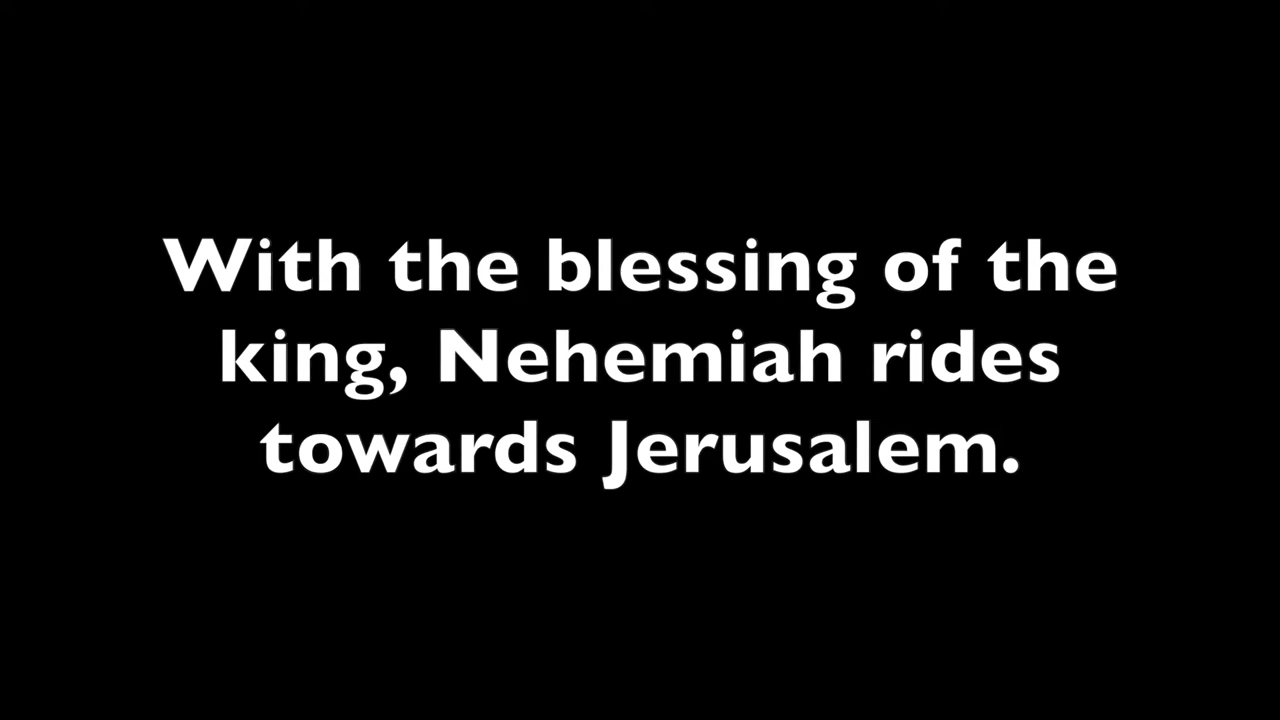 With the blessing of the
king, Nehemiah rides
towards Jerusalem.